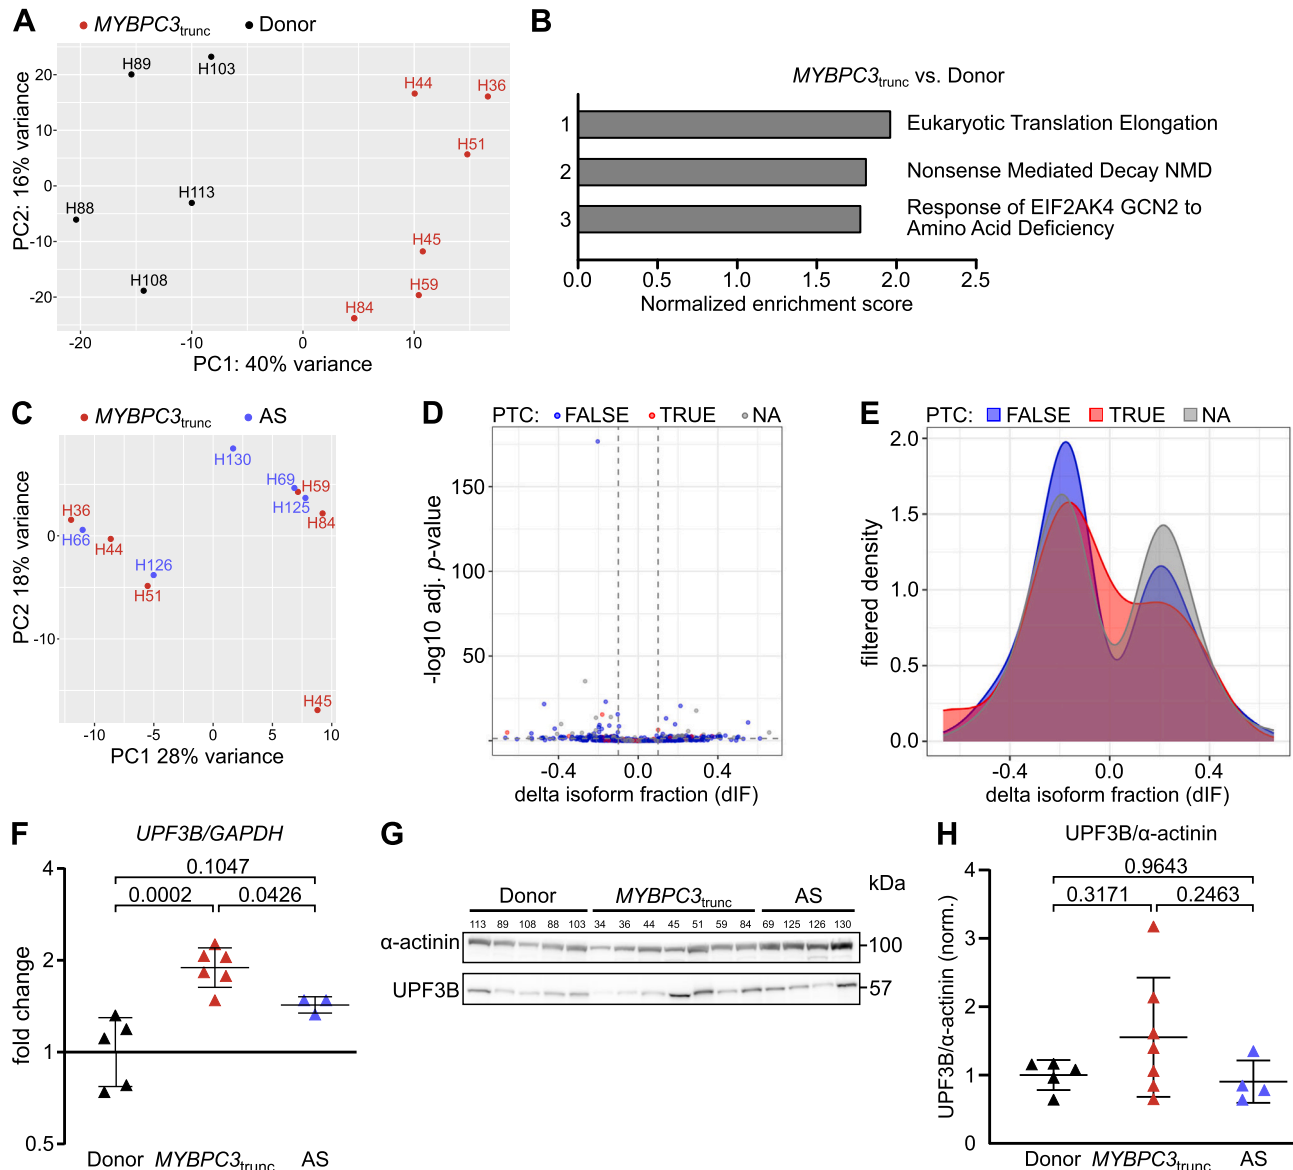 A
MYBPC3trunc Donor
H89
H103
H44
H36
H51
H113
H88
H45
H108
H59
H84
20
10
0
-10
-20
PC2: 16% variance
-20 -10 0 10
PC1: 40% variance
B
MYBPC3trunc vs. Donor
1 Eukaryotic Translation Elongation
2 Nonsense Mediated Decay NMD
3 Response of EIF2AK4 GCN2 to
Amino Acid Deficiency
0.0 0.5 1.0 1.5 2.0 2.5
Normalized enrichment score
C
MYBPC3trunc AS
H130
H69
H59
H125
H84
H36
H66
H44
H126
H51
H45
0
-10
PC2 18% variance
-10 -5 0 5 10
PC1 28% variance
D
PTC: FALSE TRUE NA
150
100
50
-log10 adj. p-value
-0.4 0.0 0.4
delta isoform fraction (dIF)
E
PTC: FALSE TRUE NA
2.0
1.5
1.0
0.5
0.0
filtered density
-0.4 0.0 0.4
delta isoform fraction (dIF)
F
UPF3B/GAPDH
0.1047
0.0002 0.0426
4
2
1
0.5
fold change
Donor MYBPC3trunc AS
G
Donor MYBPC3trunc AS kDa
113 89 108 88 103 34 36 44 45 51 59 84 69 125 126 130
α-actinin 100
UPF3B 57
H
UPF3B/α-actinin
0.9643
0.3171 0.2463
4
3
2
1
0
UPF3B/α-actinin (norm.)
Donor MYBPC3trunc AS